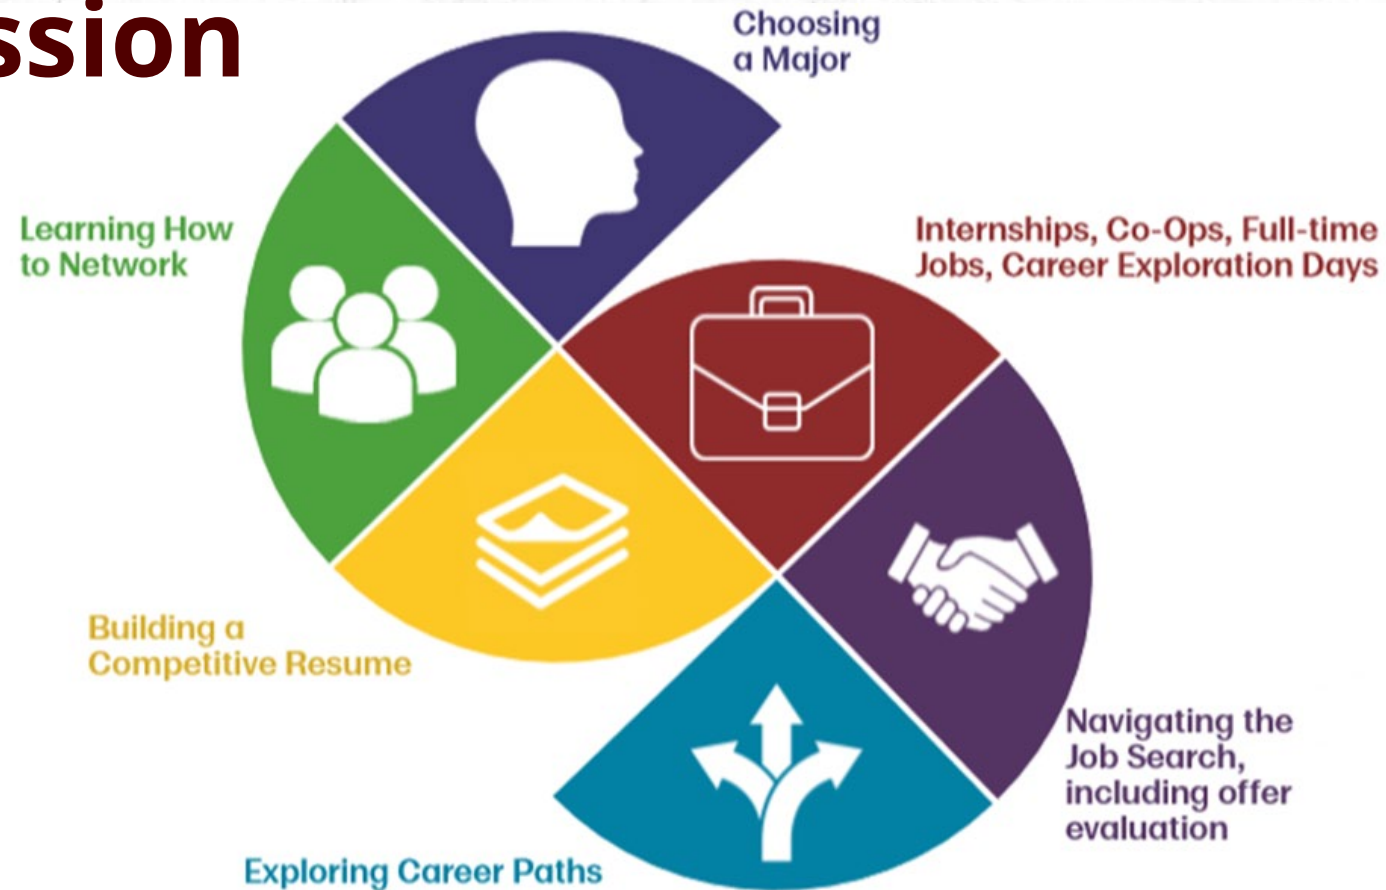 ssion
Choosing
a Major
Learning How
to Network
Internships, Co-Ops, Full-time
Jobs, Career Exploration Days
Building a
Competitive Resume
Navigating the
Job Search,
including offer
evaluation
Exploring Career Paths